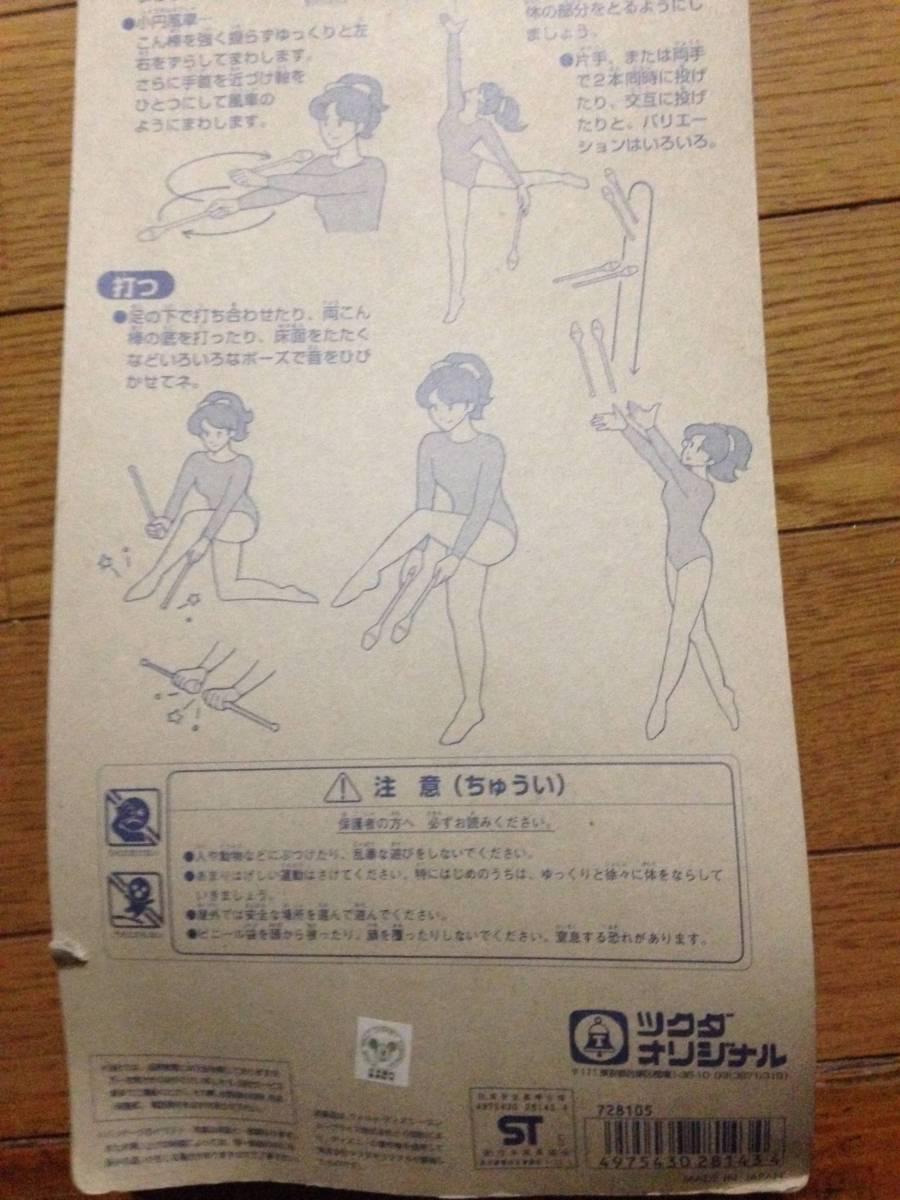 ●小円風車…
こん棒を強く握らずゆっくりと左
右をずらしてまわします。
さらに手首を近づけ輪を
ひとつにして風車の
ようにまわします。
体の部分をとるようにし
ましょう。
●片手、または両手
で2本同時に投げ
たり、交互に投げ
たりと、バリエー
ションはいろいろ。
打つ
●足の下で打ち合わせたり、両こん
棒の底を打ったり、床面をたたく
などいろいろなポーズで音をひび
かせてネ。
注 意(ちゅうい)
保護者の方へ 必ずお読みください。
●人や動物などにぶつけたり、乱暴な遊びをしないでください。
●あまりはげしい運動はさけてください。特にはじめのうちは、ゆっくりと徐々に体をならして
いきましょう。
●屋外では安全な場所を選んで遊んでください。
●ビニール袋を頭から被ったり、顔を覆ったりしないでください。窒息する恐れがあります。
ツクダ
オリジナル
ST
728105
4975430 28143 4
MADE IN JAPAN